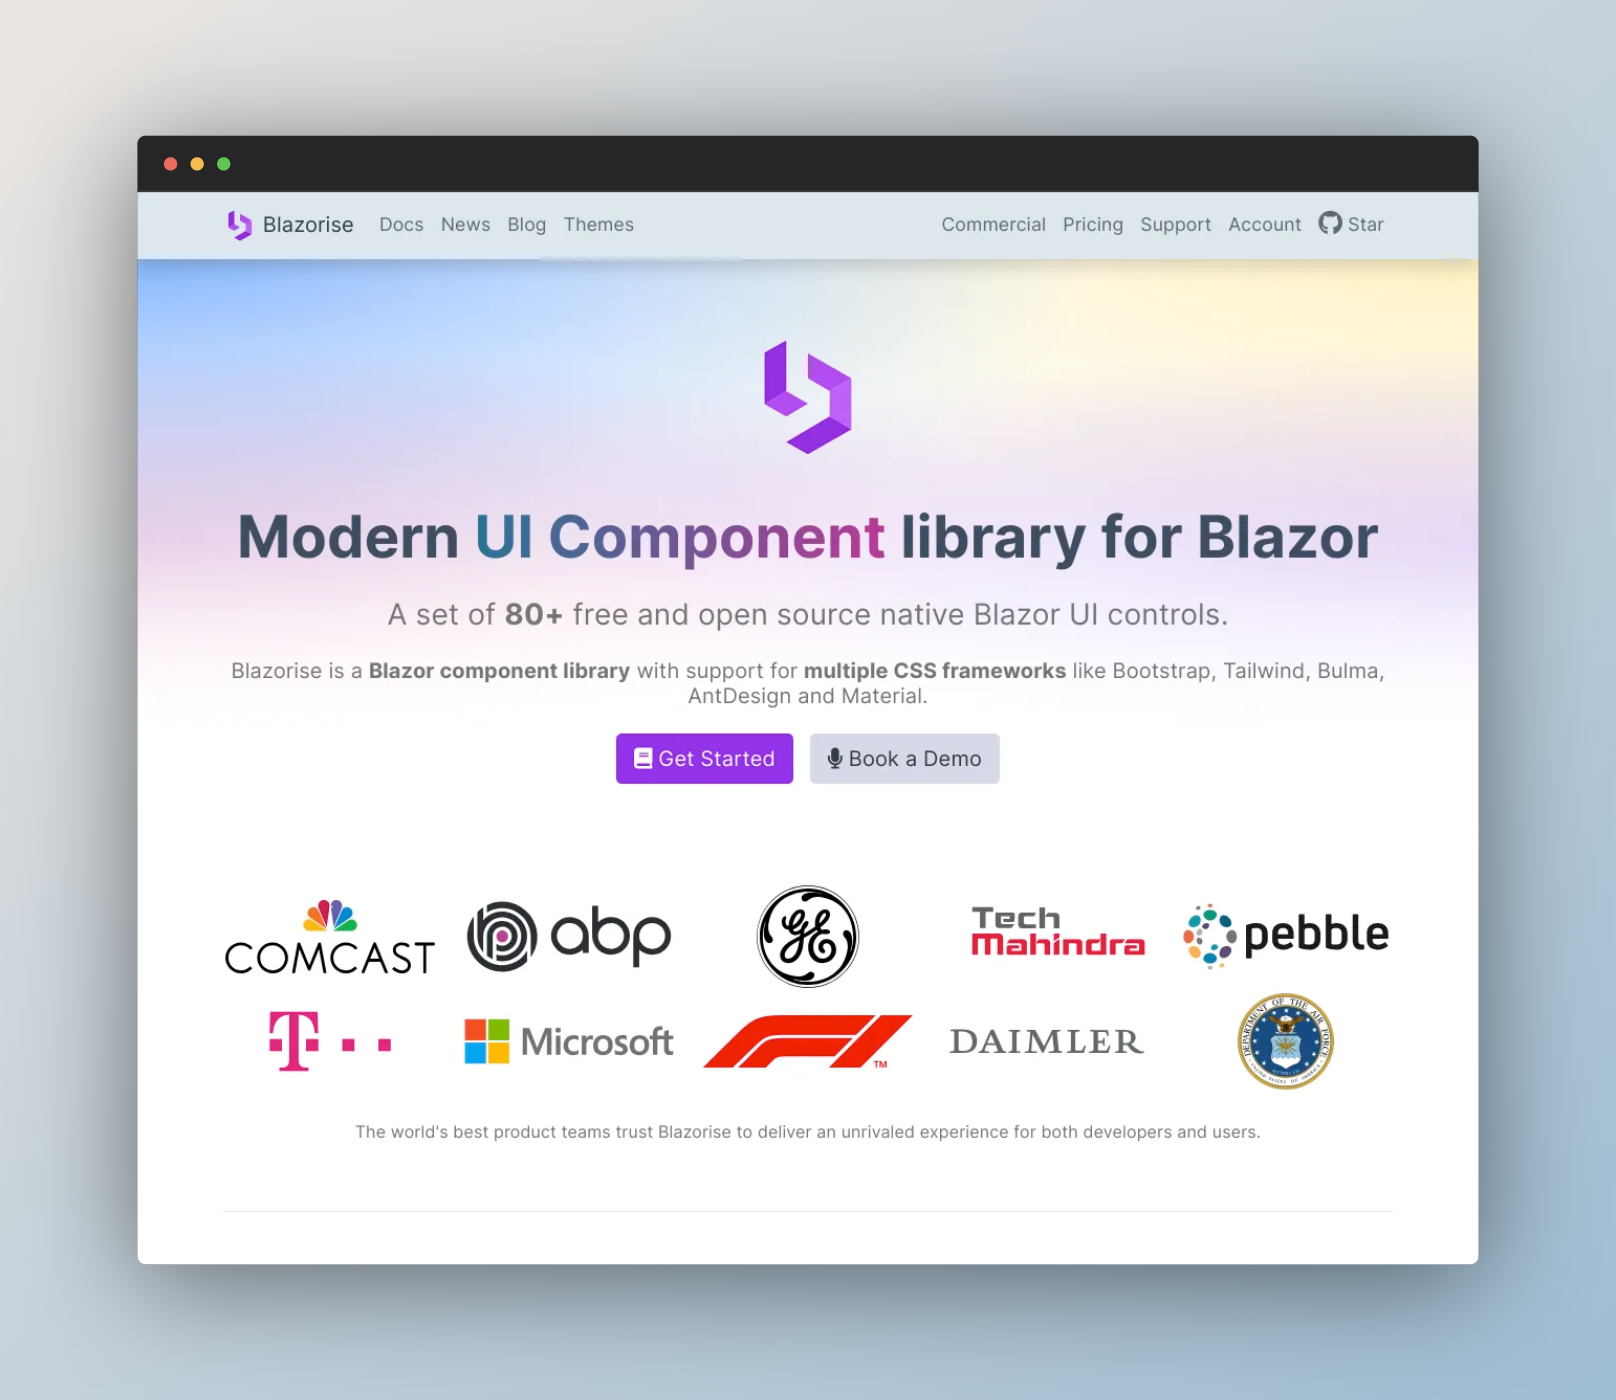 Blazorise Docs News Blog Themes Commercial Pricing Support Account Star
Modern UI Component library for Blazor
A set of 80+ free and open source native Blazor UI controls.
Blazorise is a Blazor component library with support for multiple CSS frameworks like Bootstrap, Tailwind, Bulma,
AntDesign and Material.
Get Started Book a Demo
COMCAST abp GE Tech Mahindra pebble
T Microsoft F1 TM DAIMLER DEPARTMENT OF THE AIR FORCE
The world's best product teams trust Blazorise to deliver an unrivaled experience for both developers and users.